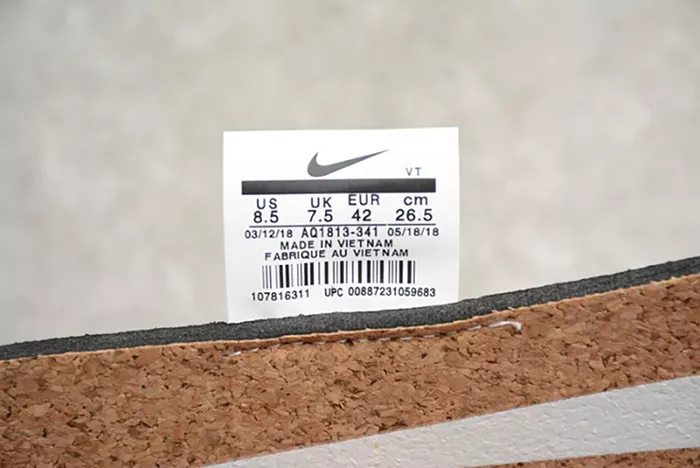 VT
US UK EUR cm
8.5 7.5 42 26.5
03/12/18 AQ1813-341 05/18/18
MADE IN VIETNAM
FABRIQUE AU VIETNAM
107816311 UPC 00887231059683